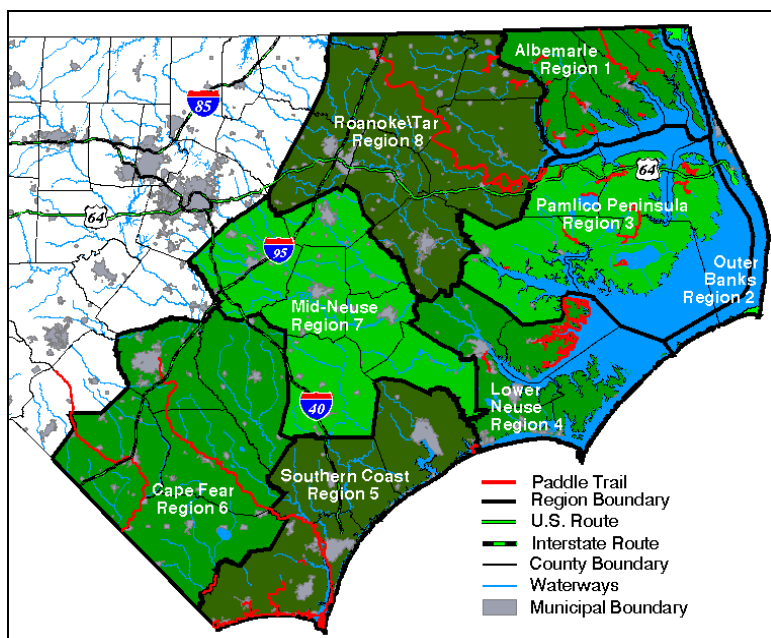 Albemarle
Region 1
85
Roanoke\Tar
Region 8
64
64
Pamlico Peninsula
Region 3
95
Outer
Banks
Region 2
Mid-Neuse
Region 7
40
Lower
Neuse
Region 4
Southern Coast
Region 5
Cape Fear
Region 6
Paddle Trail
Region Boundary
U.S. Route
Interstate Route
County Boundary
Waterways
Municipal Boundary